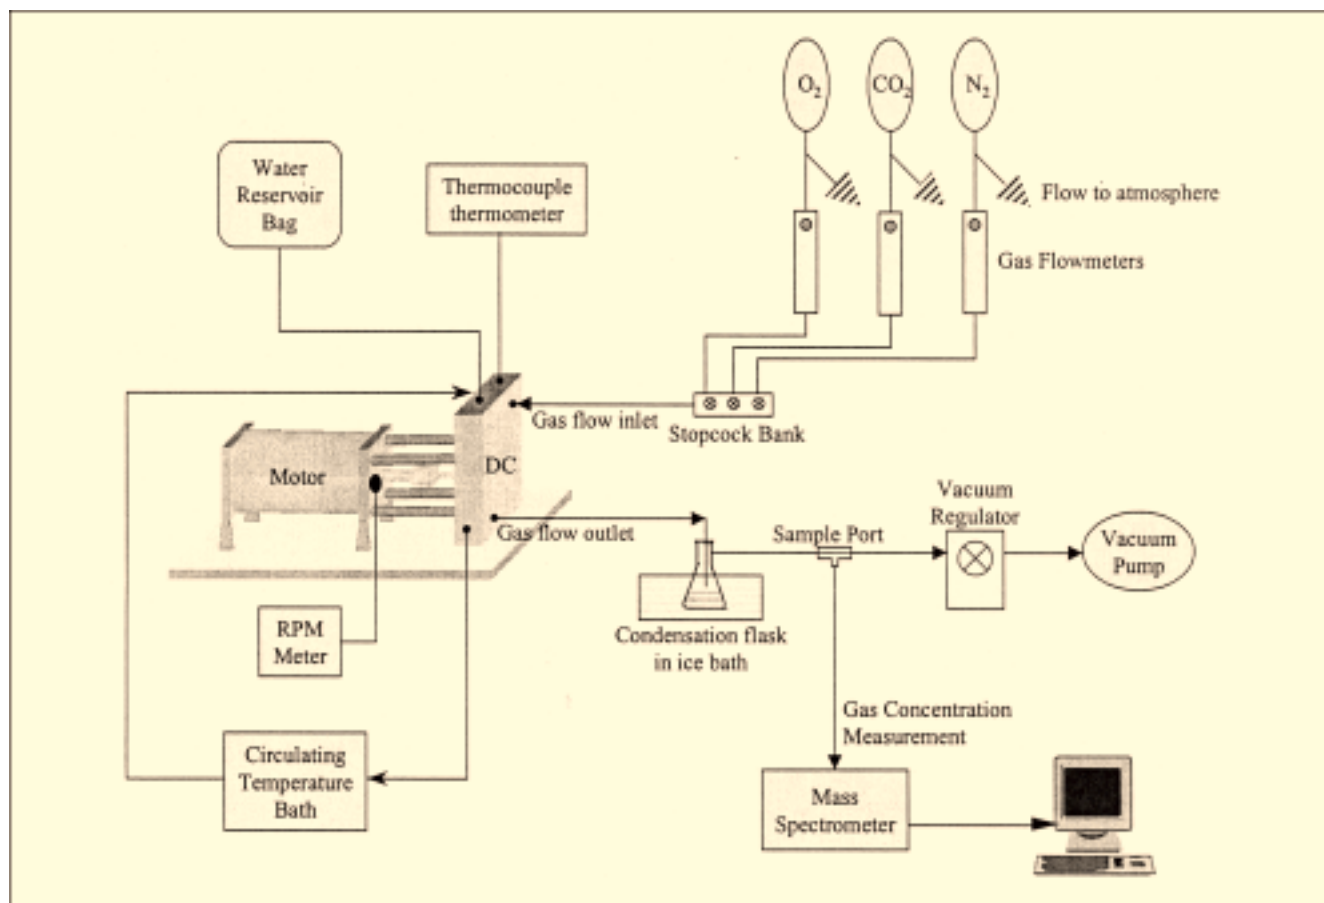 O₂
CO₂
N₂
Water
Reservoir
Bag
Thermocouple
thermometer
Flow to atmosphere
Gas Flowmeters
Gas flow inlet
Stopcock Bank
Motor
DC
Gas flow outlet
Sample Port
Vacuum
Regulator
Vacuum
Pump
Condensation flask
in ice bath
RPM
Meter
Gas Concentration
Measurement
Circulating
Temperature
Bath
Mass
Spectrometer